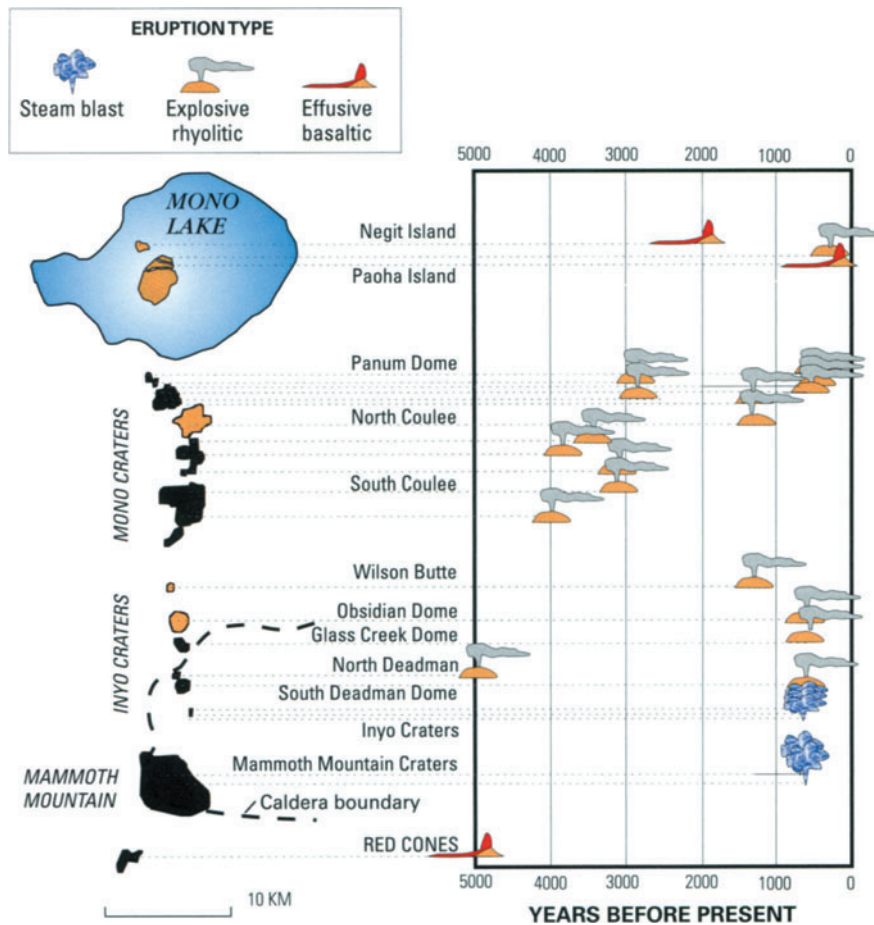 ERUPTION TYPE
Steam blast
Explosive
rhyolitic
Effusive
basaltic
5000 4000 3000 2000 1000 0
MONO
LAKE
Negit Island
Paoha Island
Panum Dome
North Coulee
South Coulee
MONO CRATERS
Wilson Butte
Obsidian Dome
Glass Creek Dome
North Deadman
South Deadman Dome
Inyo Craters
INYO CRATERS
Mammoth Mountain Craters
MAMMOTH
MOUNTAIN
Caldera boundary
RED CONES
10 KM
5000 4000 3000 2000 1000 0
YEARS BEFORE PRESENT